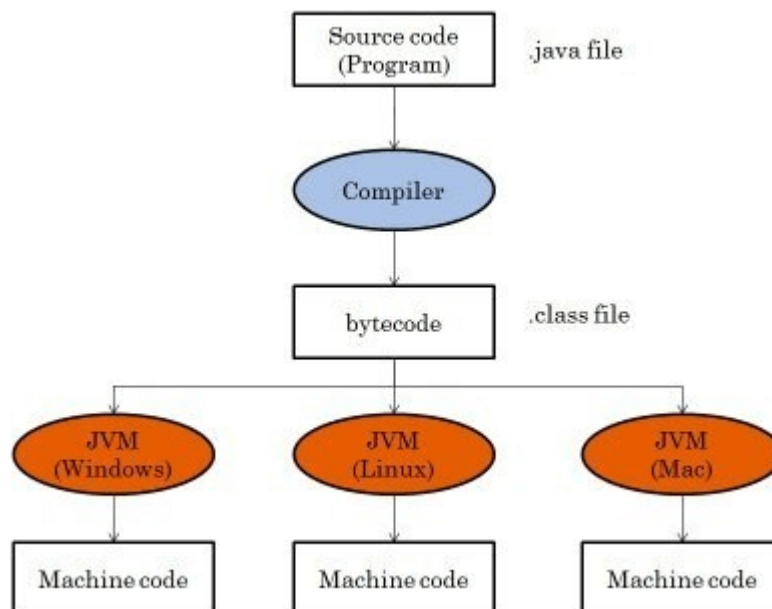 Source code
(Program)
.java file
Compiler
bytecode
.class file
JVM
(Windows)
JVM
(Linux)
JVM
(Mac)
Machine code
Machine code
Machine code